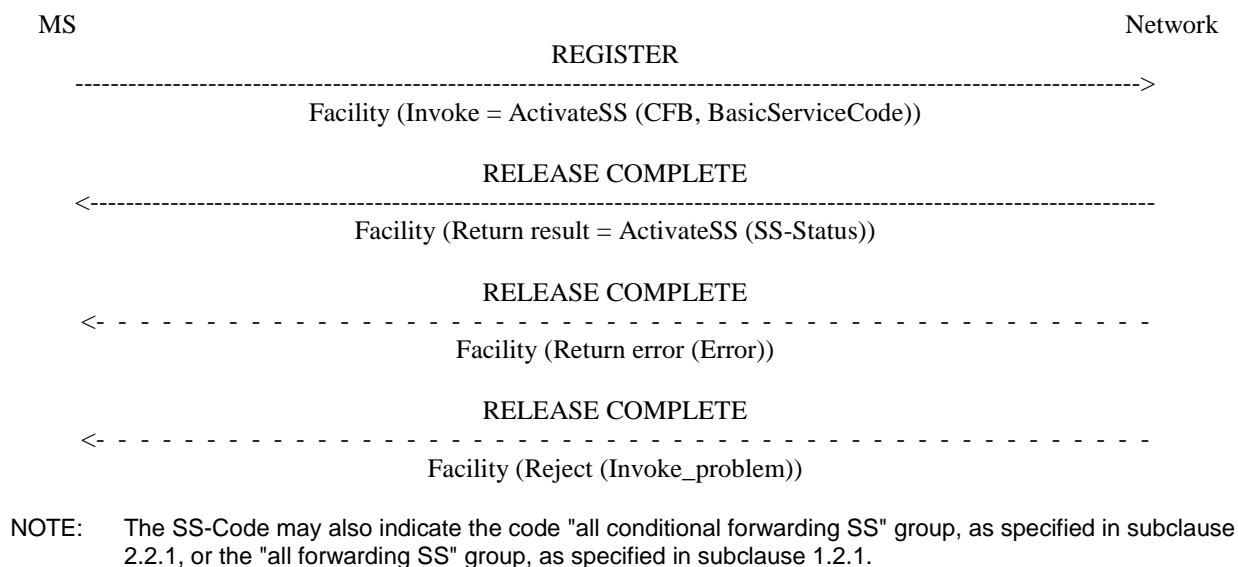 MS Network
REGISTER
------------------------------------------------------------------------------------------------------------------------>
Facility (Invoke = ActivateSS (CFB, BasicServiceCode))
RELEASE COMPLETE
<------------------------------------------------------------------------------------------------------------------------
Facility (Return result = ActivateSS (SS-Status))
RELEASE COMPLETE
<- - - - - - - - - - - - - - - - - - - - - - - - - - - - - - - - - - - - - - - - - - - - - - - - -
Facility (Return error (Error))
RELEASE COMPLETE
<- - - - - - - - - - - - - - - - - - - - - - - - - - - - - - - - - - - - - - - - - - - - - - - - -
Facility (Reject (Invoke_problem))
NOTE: The SS-Code may also indicate the code "all conditional forwarding SS" group, as specified in subclause
2.2.1, or the "all forwarding SS" group, as specified in subclause 1.2.1.